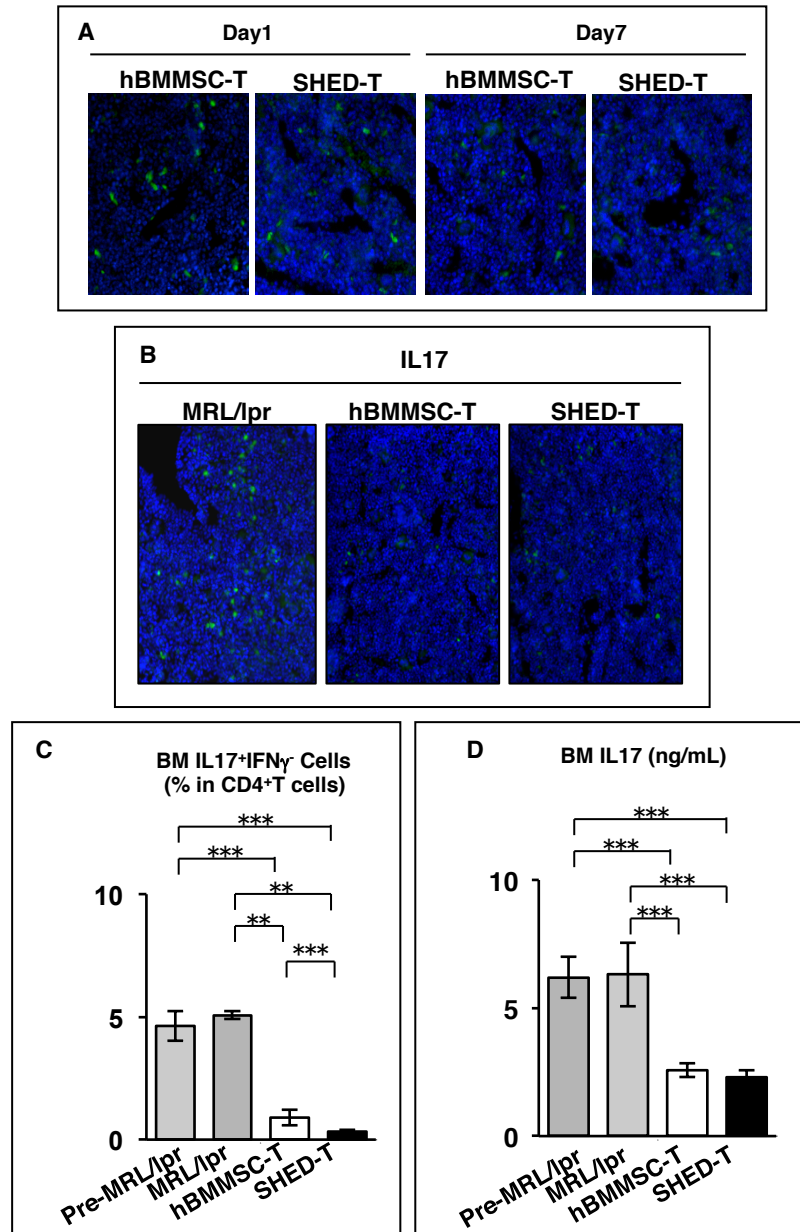 A
Day1 Day7
hBMMSC-T SHED-T hBMMSC-T SHED-T
B
IL17
MRL/lpr hBMMSC-T SHED-T
C
BM IL17⁺IFNγ⁻ Cells
(% in CD4⁺T cells)
***
***
**
**
***
10
5
0
Pre-MRL/lpr MRL/lpr hBMMSC-T SHED-T
D
BM IL17 (ng/mL)
***
***
***
***
10
5
0
Pre-MRL/lpr MRL/lpr hBMMSC-T SHED-T